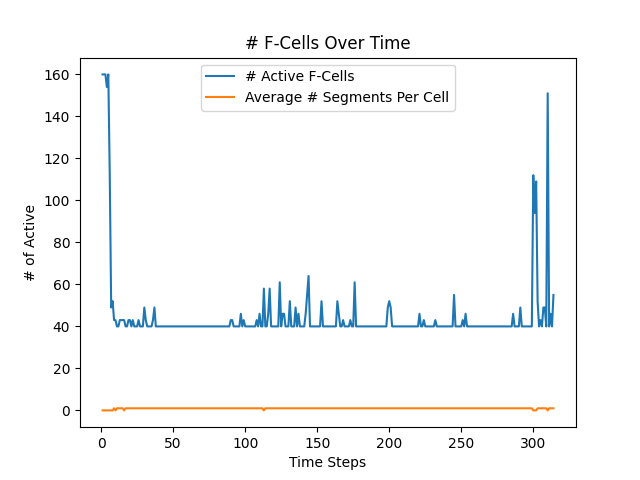 # F-Cells Over Time
# Active F-Cells
Average # Segments Per Cell
# of Active
160
140
120
100
80
60
40
20
0
0 50 100 150 200 250 300
Time Steps